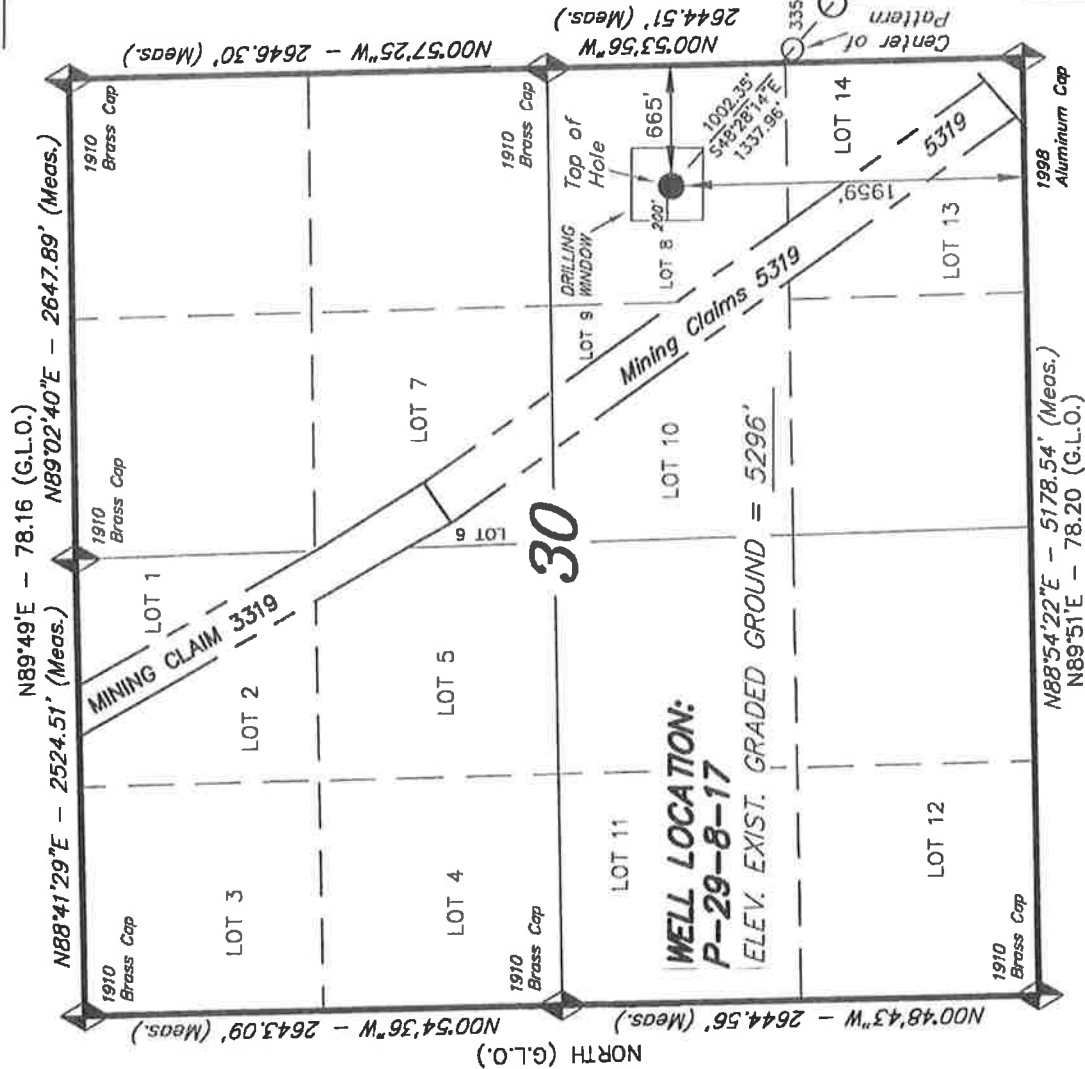 N89°49'E - 78.16 (G.L.O.)
N88°41'29"E - 2524.51' (Meas.)
N89°02'40"E - 2647.89' (Meas.)
1910
Brass Cap
1910
Brass Cap
1910
Brass Cap
NORTH (G.L.O.)
N00°54'36"W - 2643.09' (Meas.)
N00°57'25"W - 2646.30' (Meas.)
LOT 3
LOT 2
LOT 1
MINING CLAIM 3319
LOT 4
LOT 5
LOT 6
LOT 7
1910
Brass Cap
1910
Brass Cap
30
N00°48'43"W - 2644.56' (Meas.)
N00°53'56"W
2644.51' (Meas.)
LOT 11
LOT 10
LOT 9
LOT 8
DRILLING
WINDOW
Top of
Hole
200'
665'
1002.35'
S48°28'14"E
1337.96'
1959'
335
Center of
Pattern
Mining Claims 5319
5319
WELL LOCATION:
P-29-8-17
ELEV. EXIST. GRADED GROUND = 5296'
LOT 12
LOT 13
LOT 14
1910
Brass Cap
1998
Aluminum Cap
N88°54'22"E - 5178.54' (Meas.)
N89°51'E - 78.20 (G.L.O.)